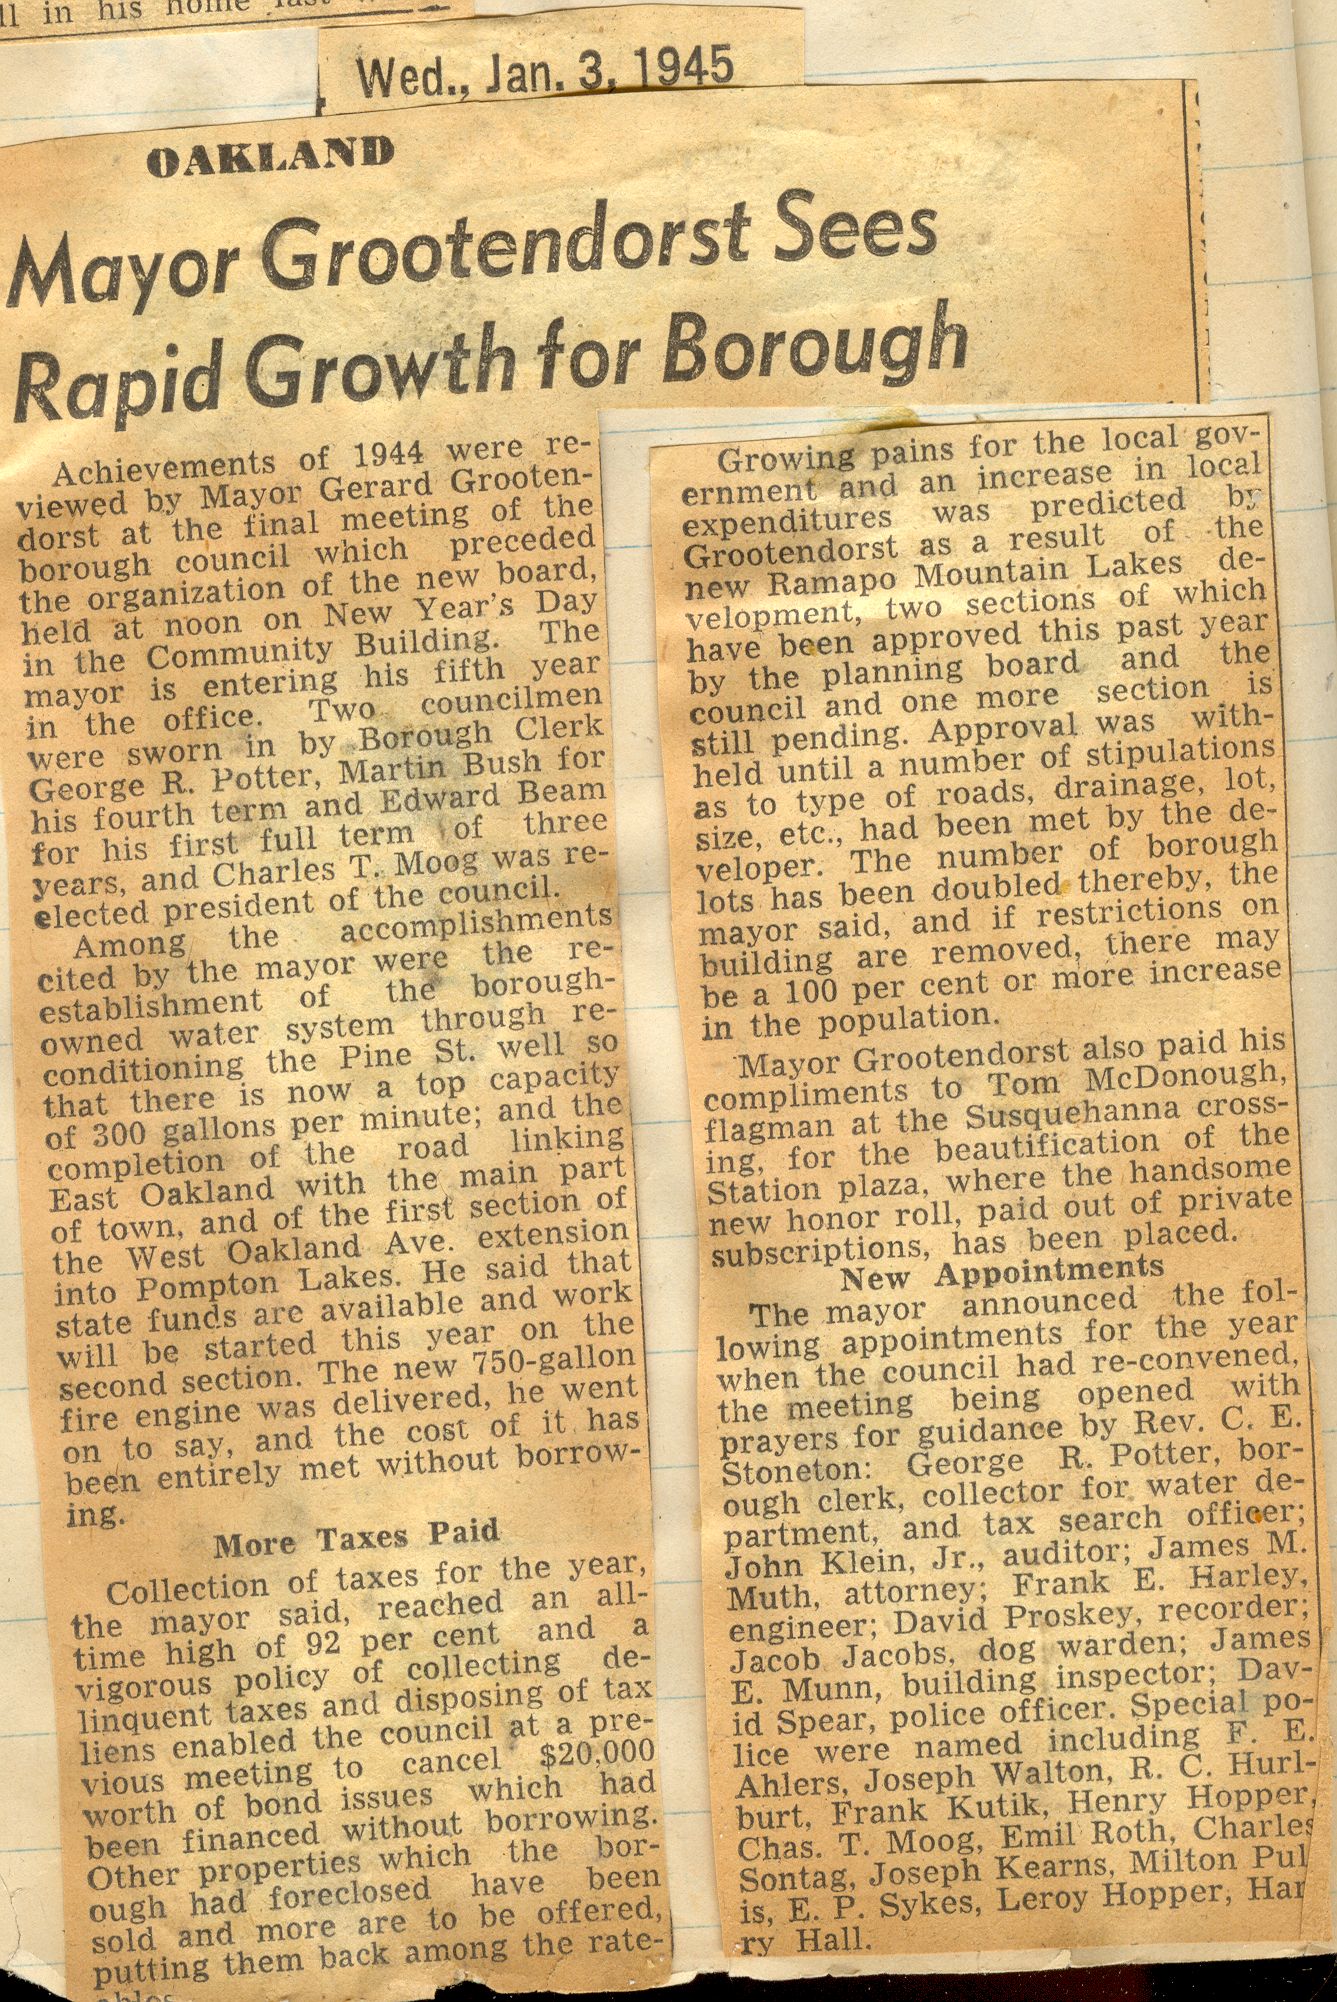 ll in his home last
Wed., Jan. 3, 1945
OAKLAND
Mayor Grootendorst Sees
Rapid Growth for Borough
Achievements of 1944 were re-
viewed by Mayor Gerard Grooten-
dorst at the final meeting of the
borough council which preceded
the organization of the new board,
held at noon on New Year's Day
in the Community Building. The
mayor is entering his fifth year
in the office. Two councilmen
were sworn in by Borough Clerk
George R. Potter, Martin Bush for
his fourth term and Edward Beam
for his first full term of three
years, and Charles T. Moog was re-
elected president of the council.
Among the accomplishments
cited by the mayor were the re-
establishment of the borough-
owned water system through re-
conditioning the Pine St. well so
that there is now a top capacity
of 300 gallons per minute; and the
completion of the road linking
East Oakland with the main part
of town, and of the first section of
the West Oakland Ave. extension
into Pompton Lakes. He said that
state funds are available and work
will be started this year on the
second section. The new 750-gallon
fire engine was delivered, he went
on to say, and the cost of it has
been entirely met without borrow-
ing.
More Taxes Paid
Collection of taxes for the year,
the mayor said, reached an all-
time high of 92 per cent and a
vigorous policy of collecting de-
linquent taxes and disposing of tax
liens enabled the council at a pre-
vious meeting to cancel $20,000
worth of bond issues which had
been financed without borrowing.
Other properties which the bor-
ough had foreclosed have been
sold and more are to be offered,
putting them back among the rate-
ables.
Growing pains for the local gov-
ernment and an increase in local
expenditures was predicted by
Grootendorst as a result of the
new Ramapo Mountain Lakes de-
velopment, two sections of which
have been approved this past year
by the planning board and the
council and one more section is
still pending. Approval was with-
held until a number of stipulations
as to type of roads, drainage, lot,
size, etc., had been met by the de-
veloper. The number of borough
lots has been doubled thereby, the
mayor said, and if restrictions on
building are removed, there may
be a 100 per cent or more increase
in the population.
Mayor Grootendorst also paid his
compliments to Tom McDonough,
flagman at the Susquehanna cross-
ing, for the beautification of the
Station plaza, where the handsome
new honor roll, paid out of private
subscriptions, has been placed.
New Appointments
The mayor announced the fol-
lowing appointments for the year
when the council had re-convened,
the meeting being opened with
prayers for guidance by Rev. C. E.
Stoneton: George R. Potter, bor-
ough clerk, collector for water de-
partment, and tax search officer;
John Klein, Jr., auditor; James M.
Muth, attorney; Frank E. Harley,
engineer; David Proskey, recorder;
Jacob Jacobs, dog warden; James
E. Munn, building inspector; Dav-
id Spear, police officer. Special po-
lice were named including F. E.
Ahlers, Joseph Walton, R. C. Hurl-
burt, Frank Kutik, Henry Hopper,
Chas. T. Moog, Emil Roth, Charles
Sontag, Joseph Kearns, Milton Pul
is, E. P. Sykes, Leroy Hopper, Har
ry Hall.